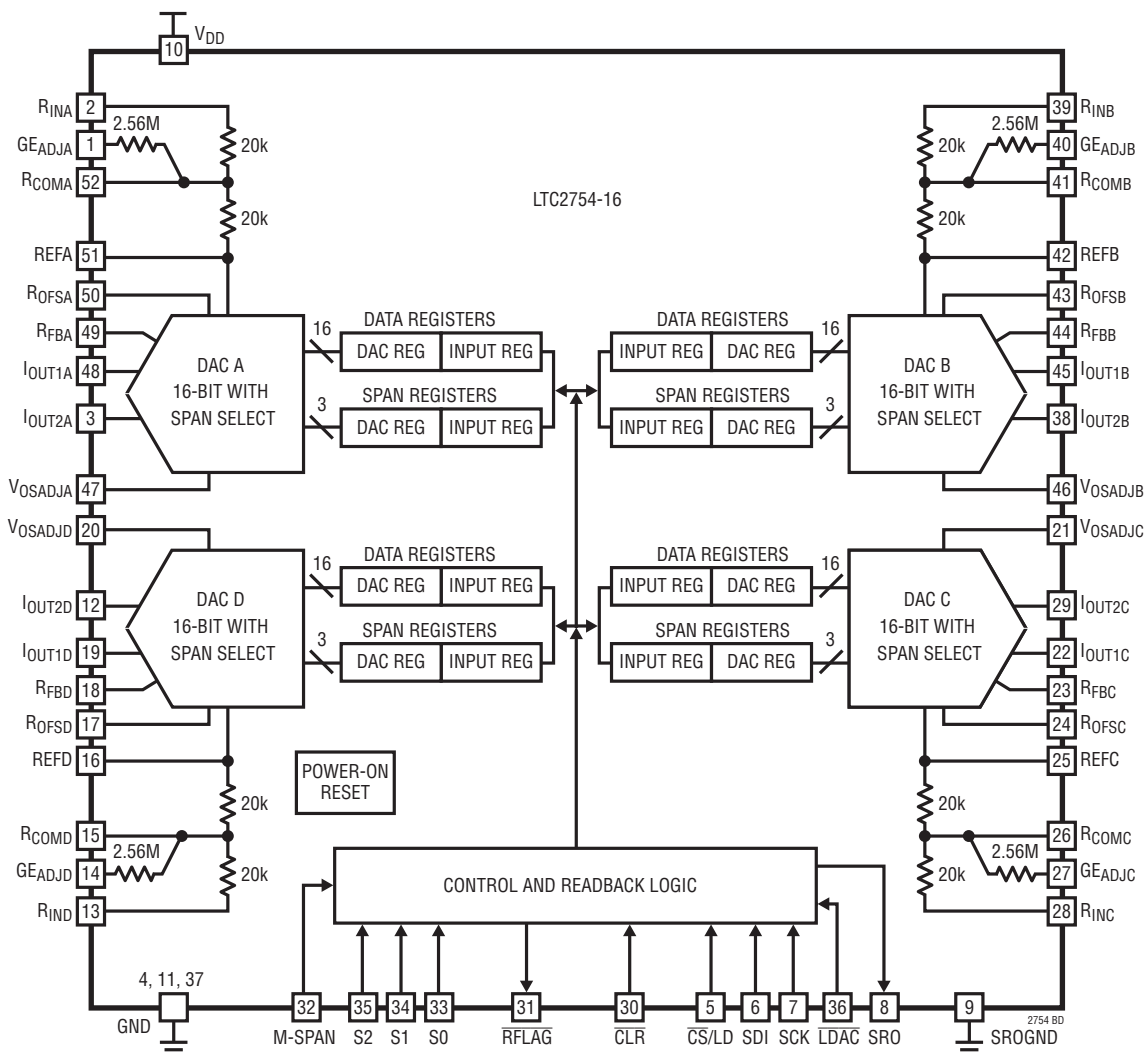 VDD
10
RINA 2
2.56M
GEADJA 1
20k
RCOMA 52
20k
REFA 51
ROFSA 50
RFBA 49
IOUT1A 48
IOUT2A 3
VOSADJA 47
DAC A
16-BIT WITH
SPAN SELECT
16
DATA REGISTERS
DAC REG INPUT REG
3
SPAN REGISTERS
DAC REG INPUT REG
LTC2754-16
39 RINB
2.56M
40 GEADJB
20k
41 RCOMB
20k
42 REFB
43 ROFSB
44 RFBB
45 IOUT1B
38 IOUT2B
46 VOSADJB
DATA REGISTERS
INPUT REG DAC REG
16
SPAN REGISTERS
INPUT REG DAC REG
3
DAC B
16-BIT WITH
SPAN SELECT
VOSADJD 20
IOUT2D 12
IOUT1D 19
RFBD 18
ROFSD 17
REFD 16
20k
RCOMD 15
2.56M
GEADJD 14
20k
RIND 13
DAC D
16-BIT WITH
SPAN SELECT
16
DATA REGISTERS
DAC REG INPUT REG
3
SPAN REGISTERS
DAC REG INPUT REG
21 VOSADJC
29 IOUT2C
22 IOUT1C
23 RFBC
24 ROFSC
25 REFC
20k
26 RCOMC
2.56M
27 GEADJC
20k
28 RINC
DATA REGISTERS
INPUT REG DAC REG
16
SPAN REGISTERS
INPUT REG DAC REG
3
DAC C
16-BIT WITH
SPAN SELECT
POWER-ON
RESET
CONTROL AND READBACK LOGIC
4, 11, 37
32 35 34 33 31 30 5 6 7 36 8 9
GND M-SPAN S2 S1 S0 RFLAG CLR CS/LD SDI SCK LDAC SRO SROGND
2754 BD